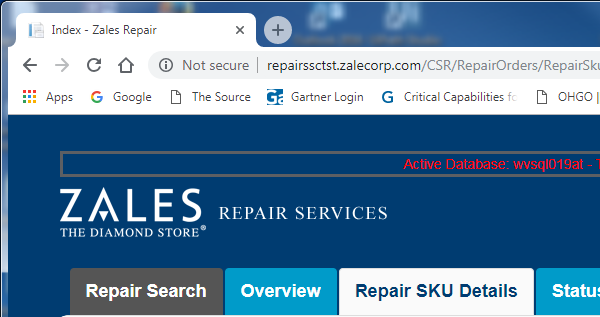 Index - Zales Repair
Not secure | repairssctst.zalecorp.com/CSR/RepairOrders/RepairSku
Apps Google The Source Gartner Login Critical Capabilities fo OHGO |
Active Database: wvsql019at - T
ZALES REPAIR SERVICES
THE DIAMOND STORE®
Repair Search Overview Repair SKU Details Status